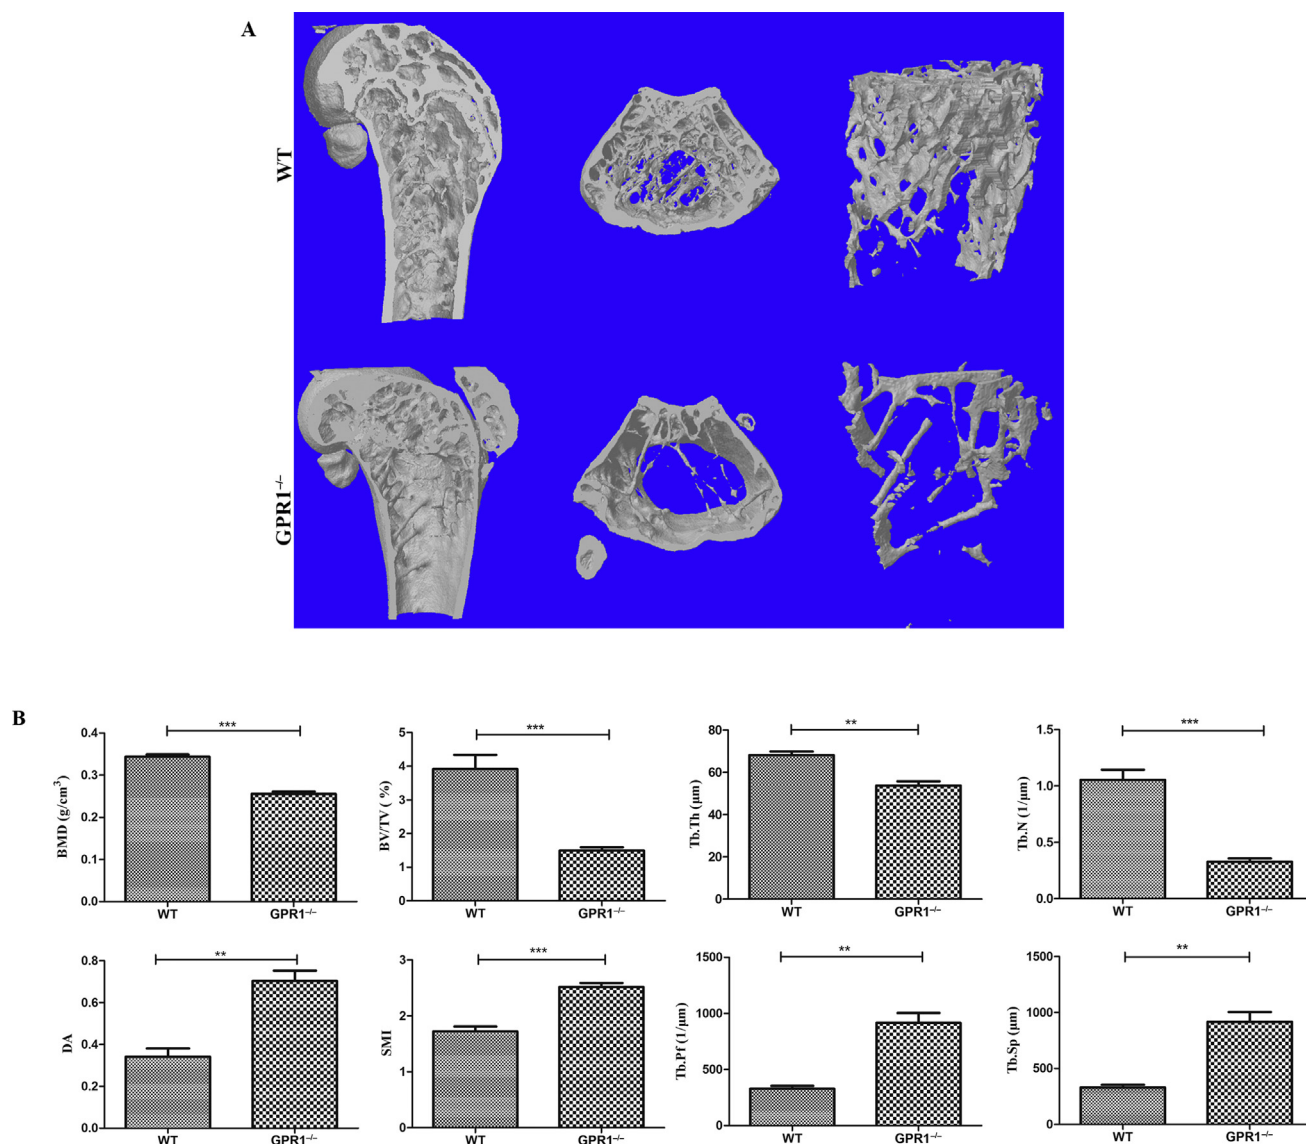 A
WT
GPR1⁻/⁻
B
***
BMD (g/cm³)
0.4
0.3
0.2
0.1
0.0
WT
GPR1⁻/⁻
***
BV/TV ( %)
5
4
3
2
1
0
WT
GPR1⁻/⁻
**
Tb.Th (μm)
80
60
40
20
0
WT
GPR1⁻/⁻
***
Tb.N (1/μm)
1.5
1.0
0.5
0.0
WT
GPR1⁻/⁻
**
DA
0.8
0.6
0.4
0.2
0.0
WT
GPR1⁻/⁻
***
SMI
3
2
1
0
WT
GPR1⁻/⁻
**
Tb.Pf (1/μm)
1500
1000
500
0
WT
GPR1⁻/⁻
**
Tb.Sp (μm)
1500
1000
500
0
WT
GPR1⁻/⁻